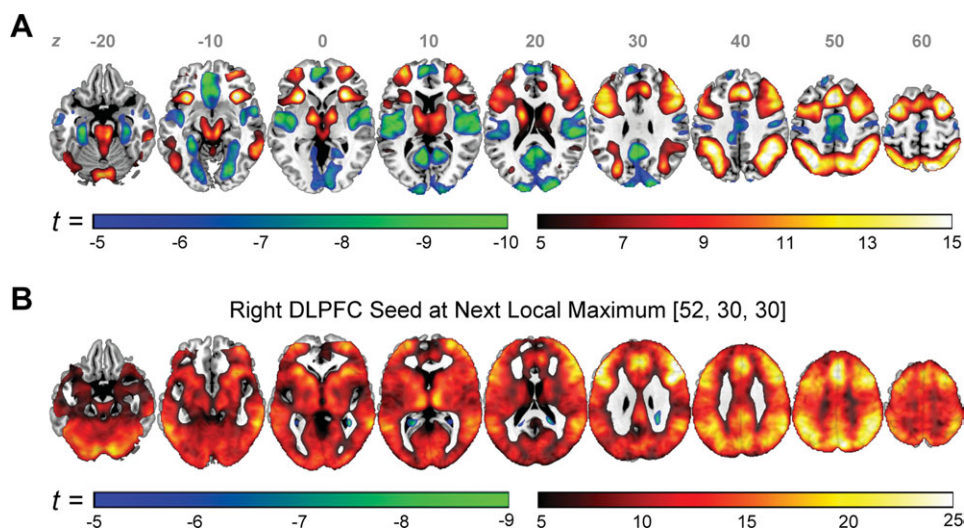 A
z -20 -10 0 10 20 30 40 50 60
t =
-5 -6 -7 -8 -9 -10
5 7 9 11 13 15
B
Right DLPFC Seed at Next Local Maximum [52, 30, 30]
t =
-5 -6 -7 -8 -9
5 10 15 20 25